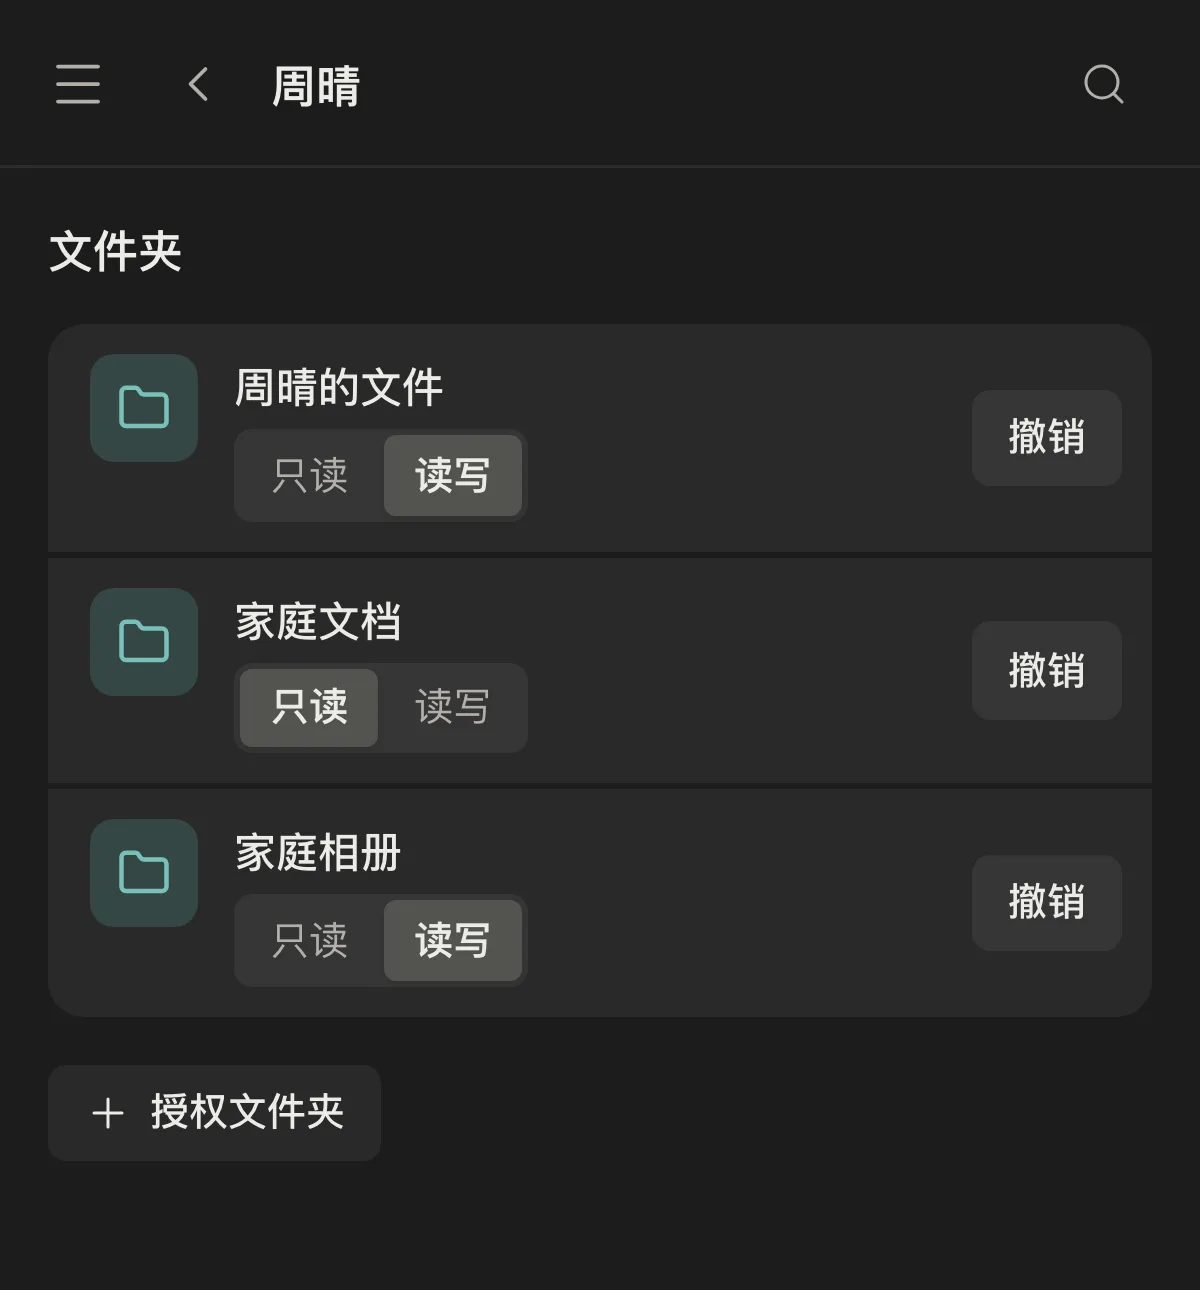 周晴
文件夹
周晴的文件
只读 读写
撤销
家庭文档
只读 读写
撤销
家庭相册
只读 读写
撤销
授权文件夹